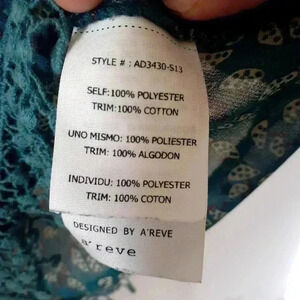 STYLE # : AD3430-S13
SELF:100% POLYESTER
TRIM:100% COTTON
UNO MISMO: 100% POLIESTER
TRIM: 100% ALGODON
INDIVIDU: 100% POLYESTER
TRIM: 100% COTON
DESIGNED BY A'REVE
a'reve